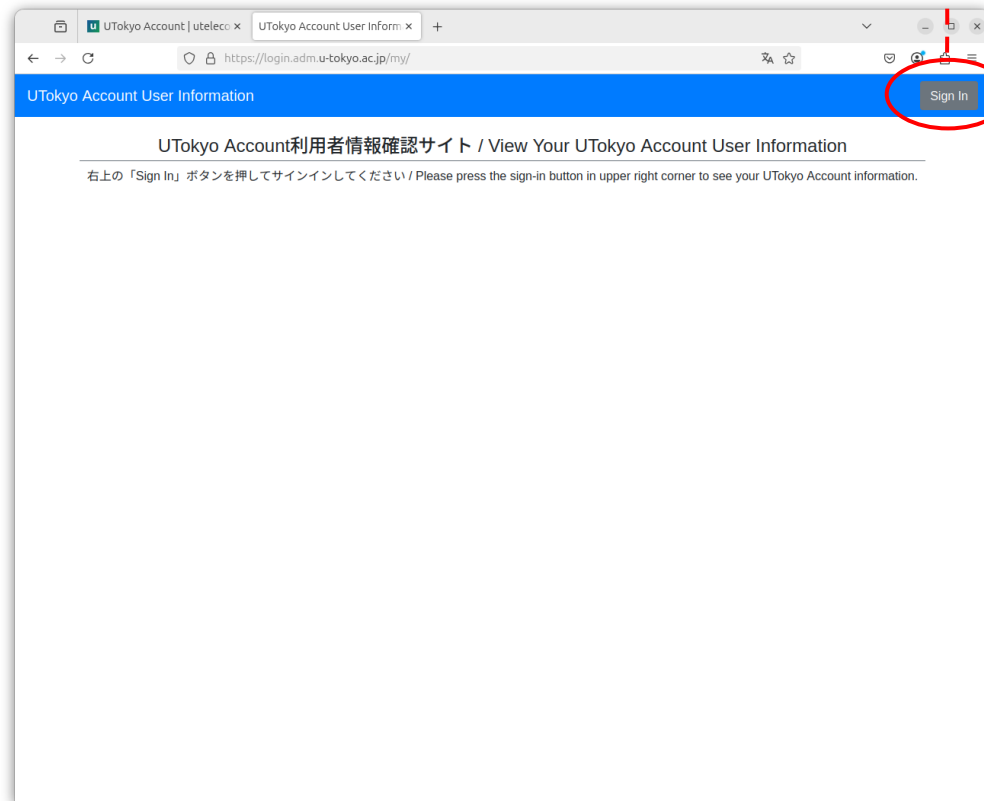 UTokyo Account | uteleco
UTokyo Account User Inform
https://login.adm.u-tokyo.ac.jp/my/
UTokyo Account User Information
Sign In
UTokyo Account利用者情報確認サイト / View Your UTokyo Account User Information
右上の「Sign In」ボタンを押してサインインしてください / Please press the sign-in button in upper right corner to see your UTokyo Account information.